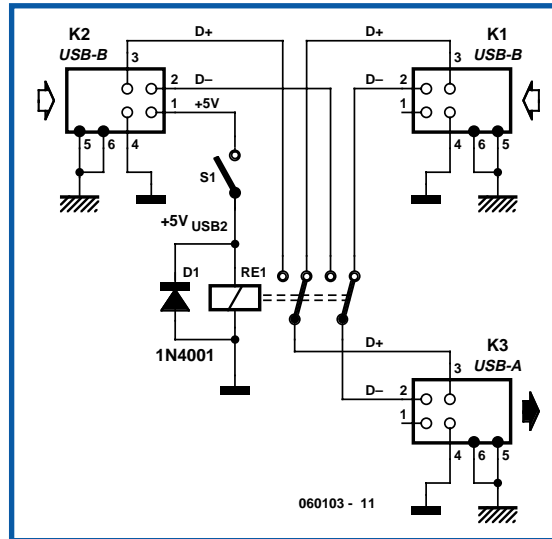 K2
USB-B
D+
D+
K1
USB-B
3
3
2
D–
D–
2
1
+5V
1
5
6
4
4
6
5
S1
+5V USB2
D1
RE1
1N4001
D+
K3
USB-A
3
D–
2
1
4
6
5
060103 - 11